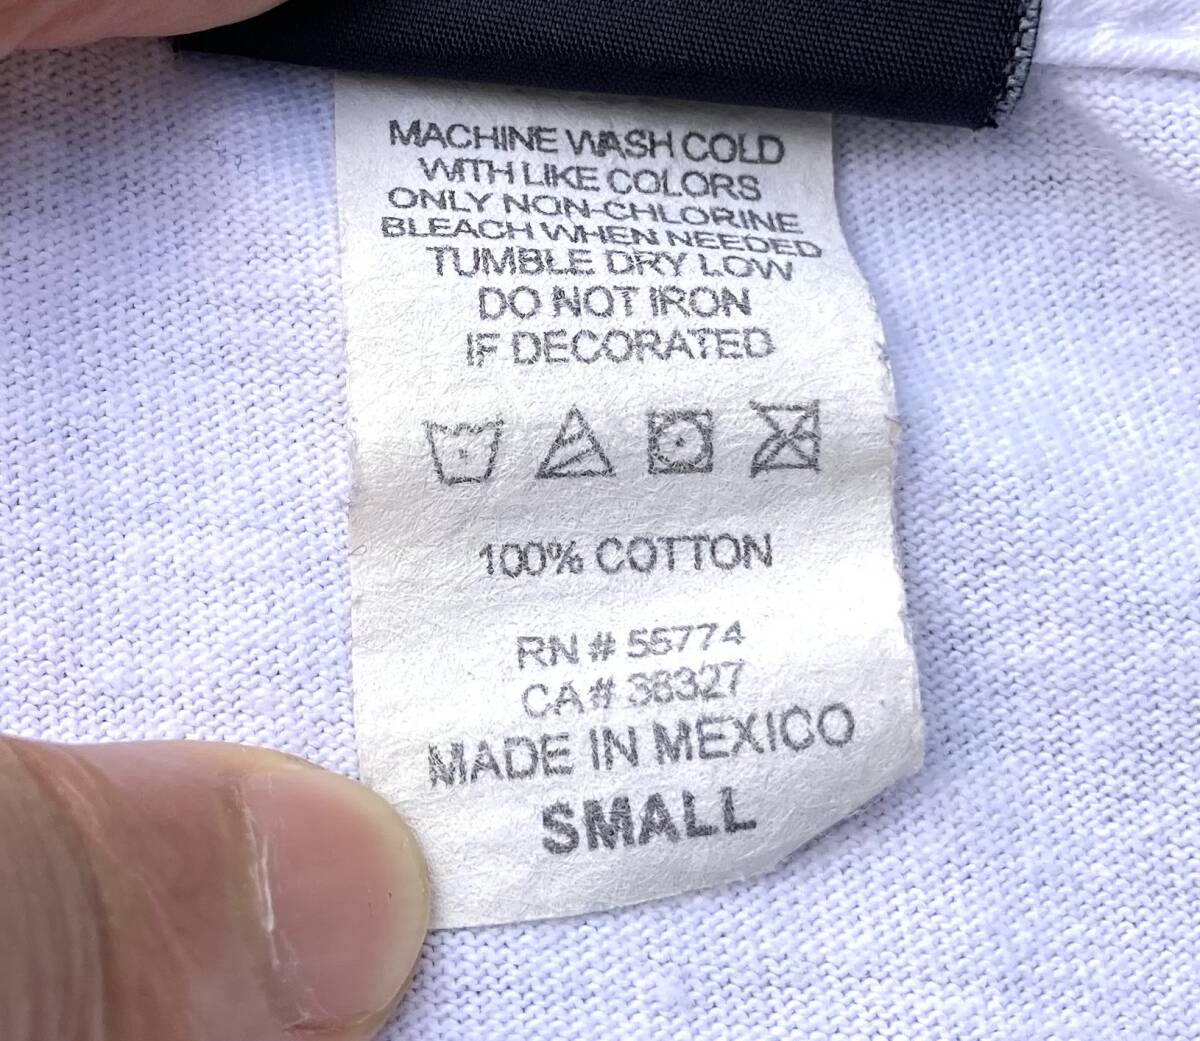 MACHINE WASH COLD
WITH LIKE COLORS
ONLY NON-CHLORINE
BLEACH WHEN NEEDED
TUMBLE DRY LOW
DO NOT IRON
IF DECORATED
100% COTTON
RN # 55774
CA# 38327
MADE IN MEXICO
SMALL